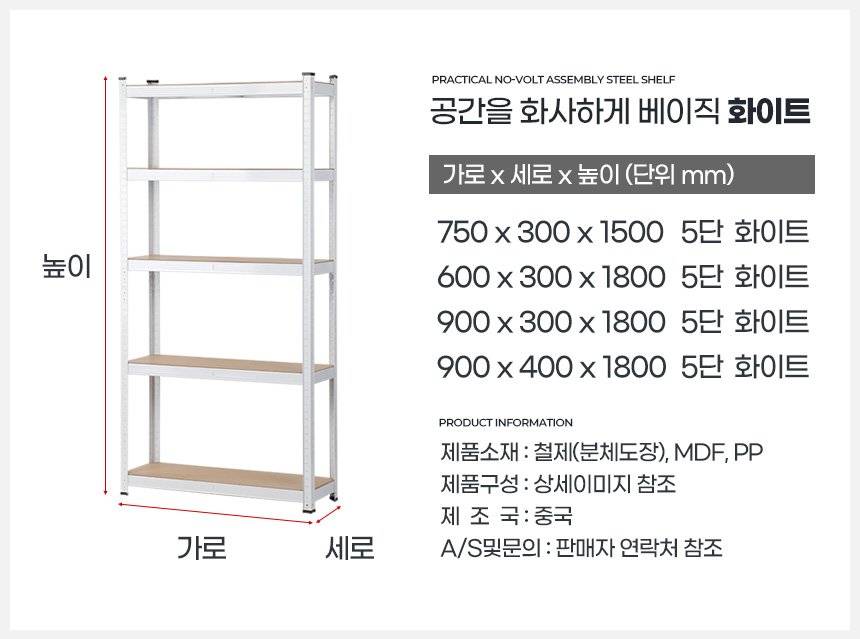 PRACTICAL NO-VOLT ASSEMBLY STEEL SHELF
공간을 화사하게 베이직 화이트
가로 x 세로 x 높이 (단위 mm)
750 x 300 x 1500 5단 화이트
600 x 300 x 1800 5단 화이트
900 x 300 x 1800 5단 화이트
900 x 400 x 1800 5단 화이트
PRODUCT INFORMATION
제품소재 : 철제(분체도장), MDF, PP
제품구성 : 상세이미지 참조
제 조 국 : 중국
A/S및문의 : 판매자 연락처 참조
높이
가로
세로